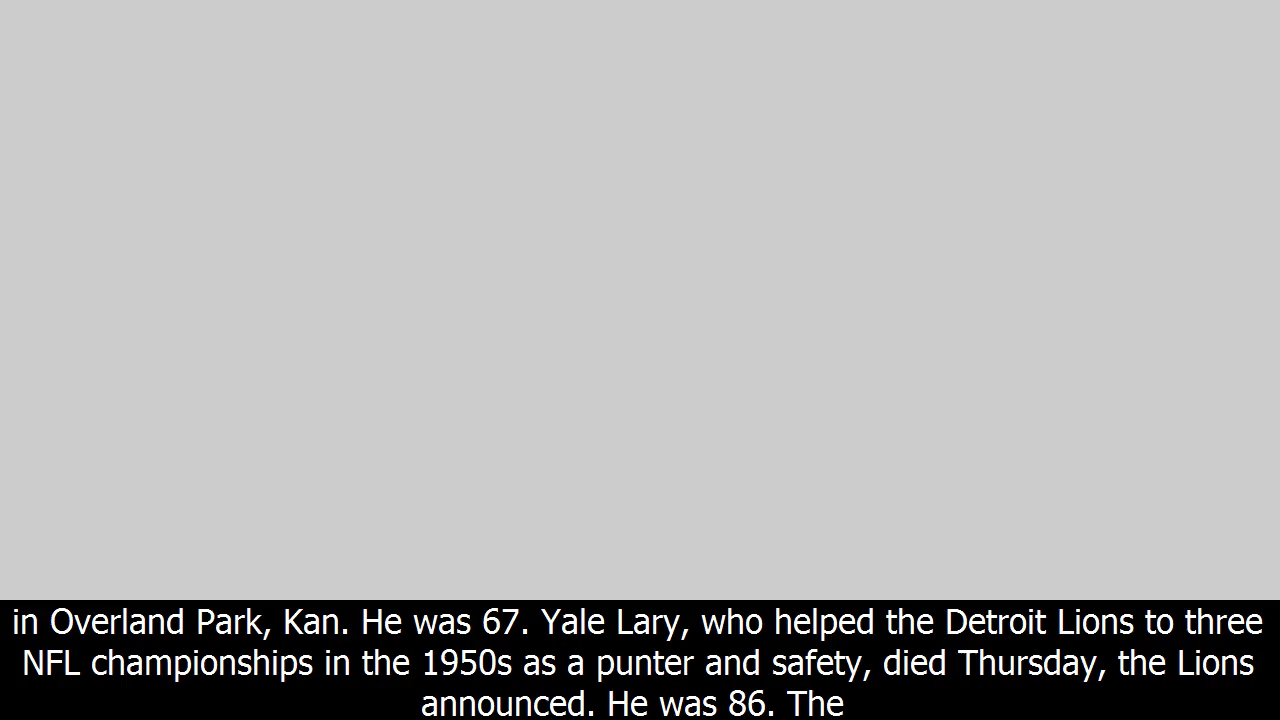 in Overland Park, Kan. He was 67. Yale Lary, who helped the Detroit Lions to three
NFL championships in the 1950s as a punter and safety, died Thursday, the Lions
announced. He was 86. The